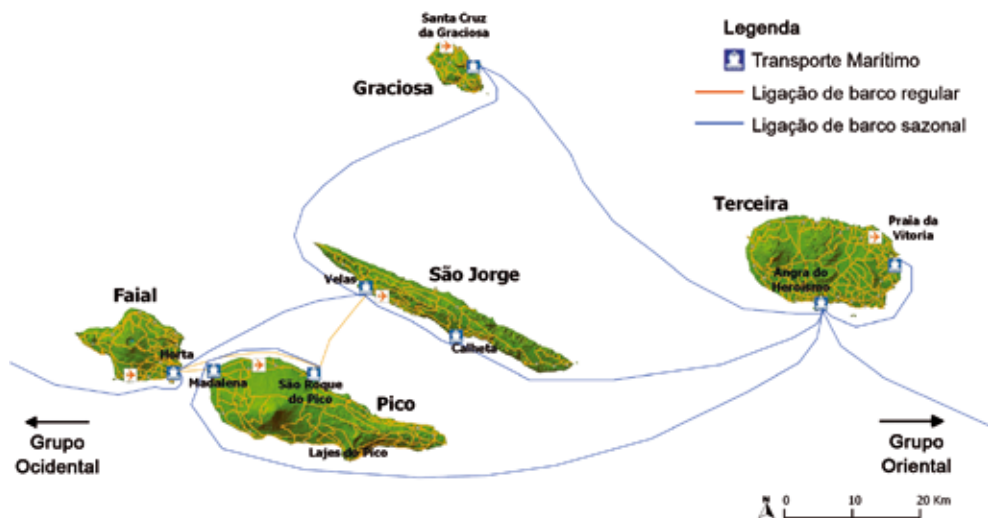 Santa Cruz
da Graciosa
Graciosa
Legenda
Transporte Marítimo
Ligação de barco regular
Ligação de barco sazonal
Terceira
Praia da
Vitoria
Angra do
Heroísmo
Velas
São Jorge
Calheta
Faial
Horta
Madalena
São Roque
do Pico
Pico
Lajes do Pico
Grupo
Ocidental
Grupo
Oriental
N
0 10 20 Km